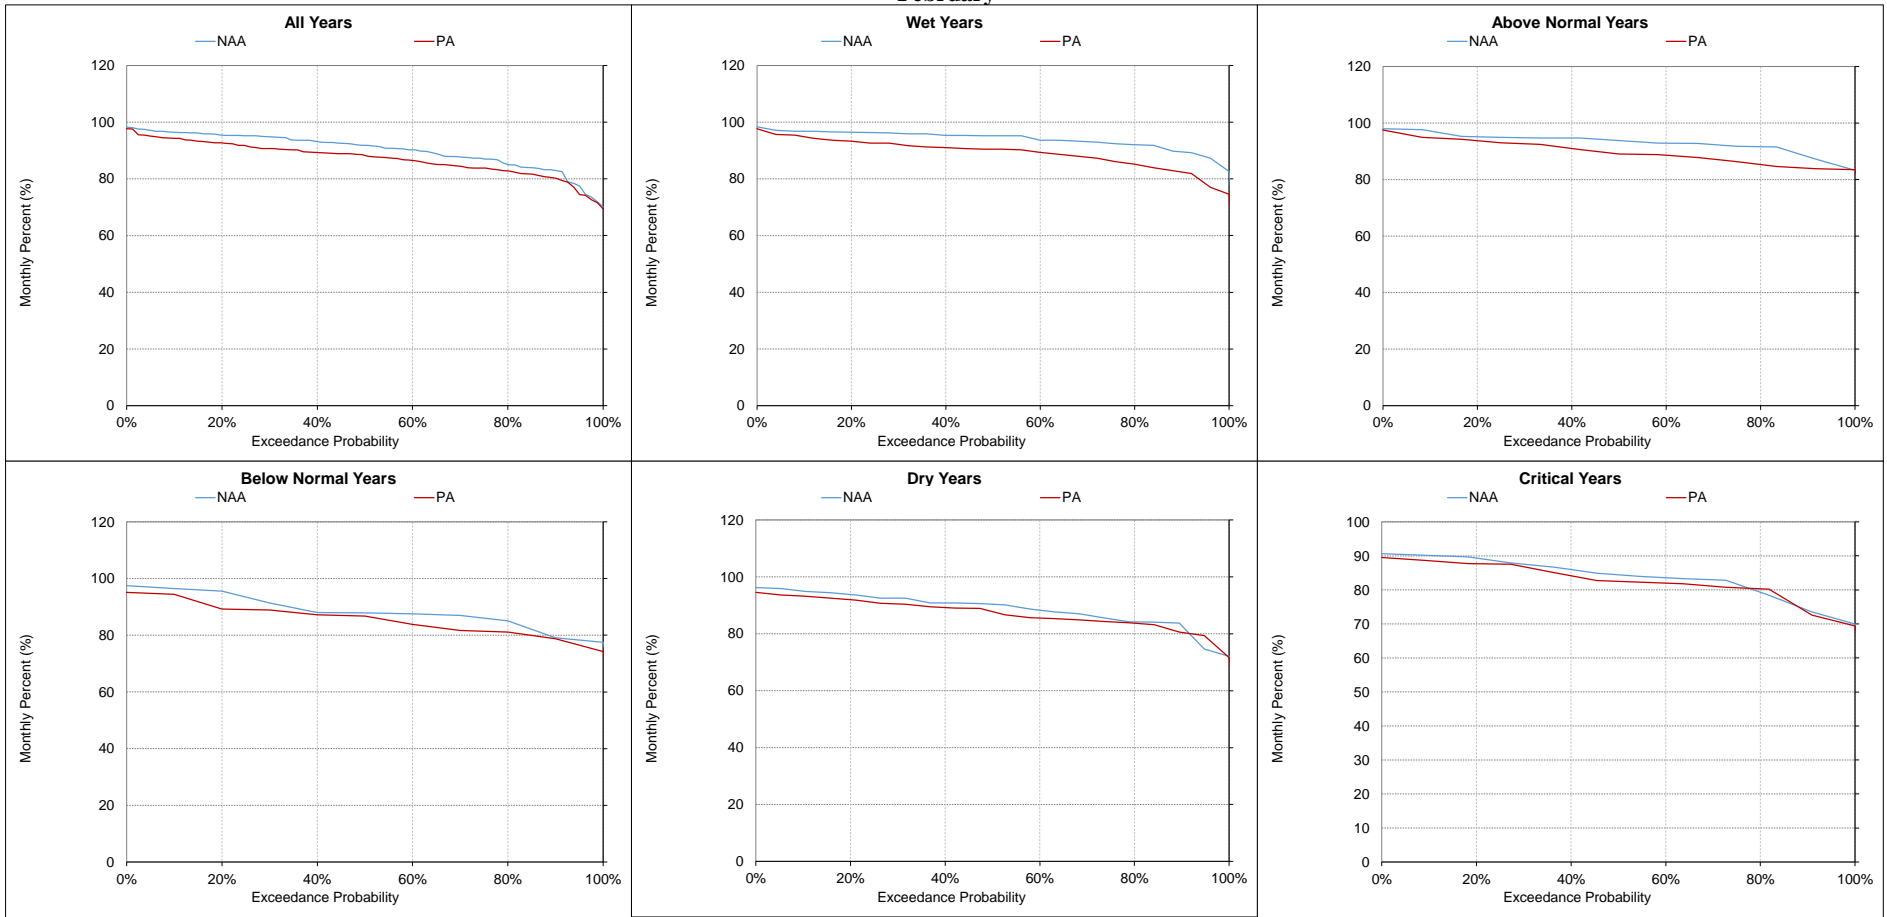 February
All Years
NAA PA
120
100
80
60
40
20
0
0% 20% 40% 60% 80% 100%
Exceedance Probability
Monthly Percent (%)
Wet Years
NAA PA
120
100
80
60
40
20
0
0% 20% 40% 60% 80% 100%
Exceedance Probability
Monthly Percent (%)
Above Normal Years
NAA PA
120
100
80
60
40
20
0
0% 20% 40% 60% 80% 100%
Exceedance Probability
Monthly Percent (%)
Below Normal Years
NAA PA
120
100
80
60
40
20
0
0% 20% 40% 60% 80% 100%
Exceedance Probability
Monthly Percent (%)
Dry Years
NAA PA
120
100
80
60
40
20
0
0% 20% 40% 60% 80% 100%
Exceedance Probability
Monthly Percent (%)
Critical Years
NAA PA
100
90
80
70
60
50
40
30
20
10
0
0% 20% 40% 60% 80% 100%
Exceedance Probability
Monthly Percent (%)